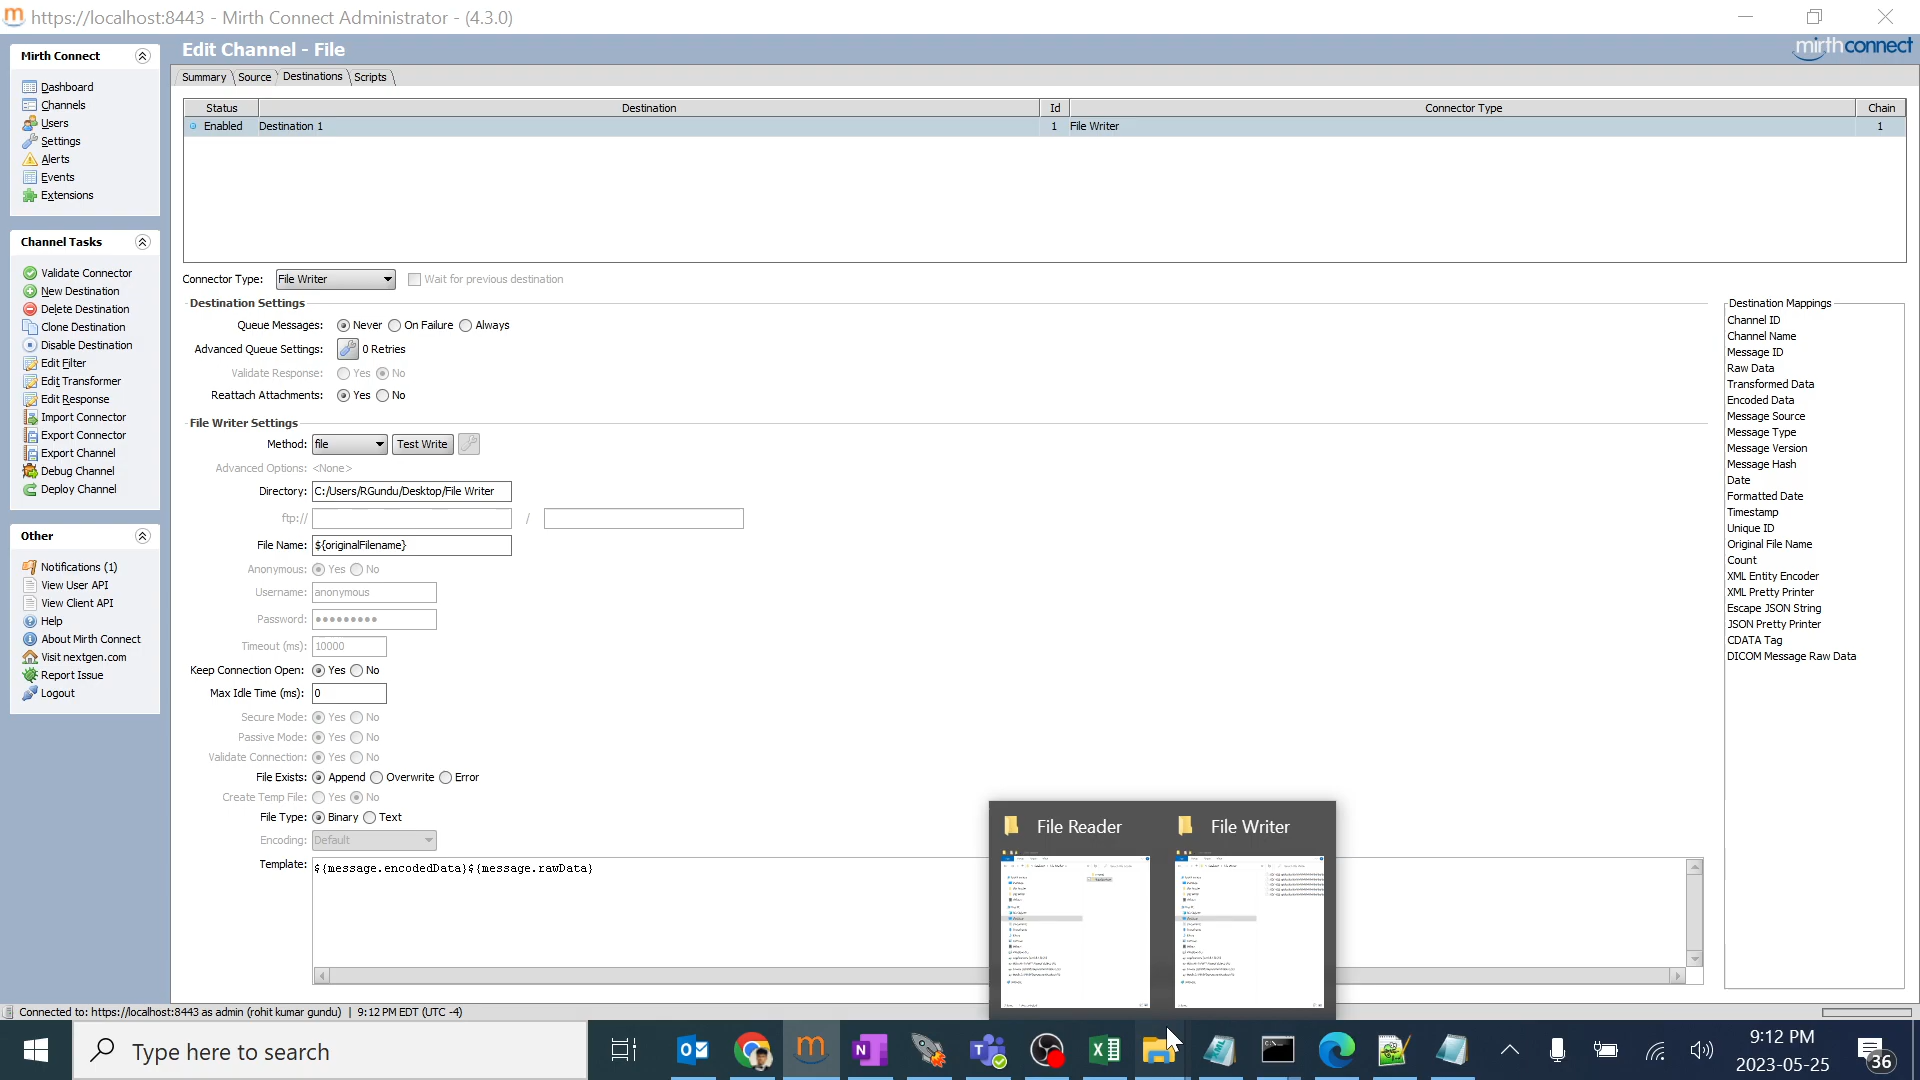 https://localhost:8443 - Mirth Connect Administrator - (4.3.0)
Mirth Connect
Dashboard
Channels
Users
Settings
Alerts
Events
Extensions
Channel Tasks
Validate Connector
New Destination
Delete Destination
Clone Destination
Disable Destination
Edit Filter
Edit Transformer
Edit Response
Import Connector
Export Connector
Export Channel
Debug Channel
Deploy Channel
Other
Notifications (1)
View User API
View Client API
Help
About Mirth Connect
Visit nextgen.com
Report Issue
Logout
Edit Channel - File
mirthconnect
Summary Source Destinations Scripts
Status Destination Id Connector Type Chain
Enabled Destination 1 1 File Writer 1
Connector Type: File Writer Wait for previous destination
Destination Settings
Queue Messages: Never On Failure Always
Advanced Queue Settings: 0 Retries
Validate Response: Yes No
Reattach Attachments: Yes No
File Writer Settings
Method: file Test Write
Advanced Options: <None>
Directory: C:/Users/RGundu/Desktop/File Writer
ftp:// /
File Name: ${originalFilename}
Anonymous: Yes No
Username: anonymous
Password:
Timeout (ms): 10000
Keep Connection Open: Yes No
Max Idle Time (ms): 0
Secure Mode: Yes No
Passive Mode: Yes No
Validate Connection: Yes No
File Exists: Append Overwrite Error
Create Temp File: Yes No
File Type: Binary Text
Encoding: Default
Template: ${message.encodedData}${message.rawData}
Destination Mappings
Channel ID
Channel Name
Message ID
Raw Data
Transformed Data
Encoded Data
Message Source
Message Type
Message Version
Message Hash
Date
Formatted Date
Timestamp
Unique ID
Original File Name
Count
XML Entity Encoder
XML Pretty Printer
Escape JSON String
JSON Pretty Printer
CDATA Tag
DICOM Message Raw Data
File Reader
File Writer
Connected to: https://localhost:8443 as admin (rohit kumar gundu) | 9:12 PM EDT (UTC -4)
Type here to search
9:12 PM
2023-05-25
36